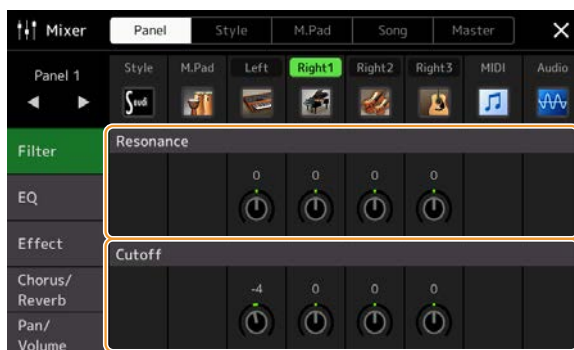 Mixer
Panel Style M.Pad Song Master
Panel 1
Style M.Pad Left Right1 Right2 Right3 MIDI Audio
Filter
Resonance
0 0 0 0
EQ
Effect
Cutoff
Chorus/
Reverb
-4 0 0 0
Pan/
Volume